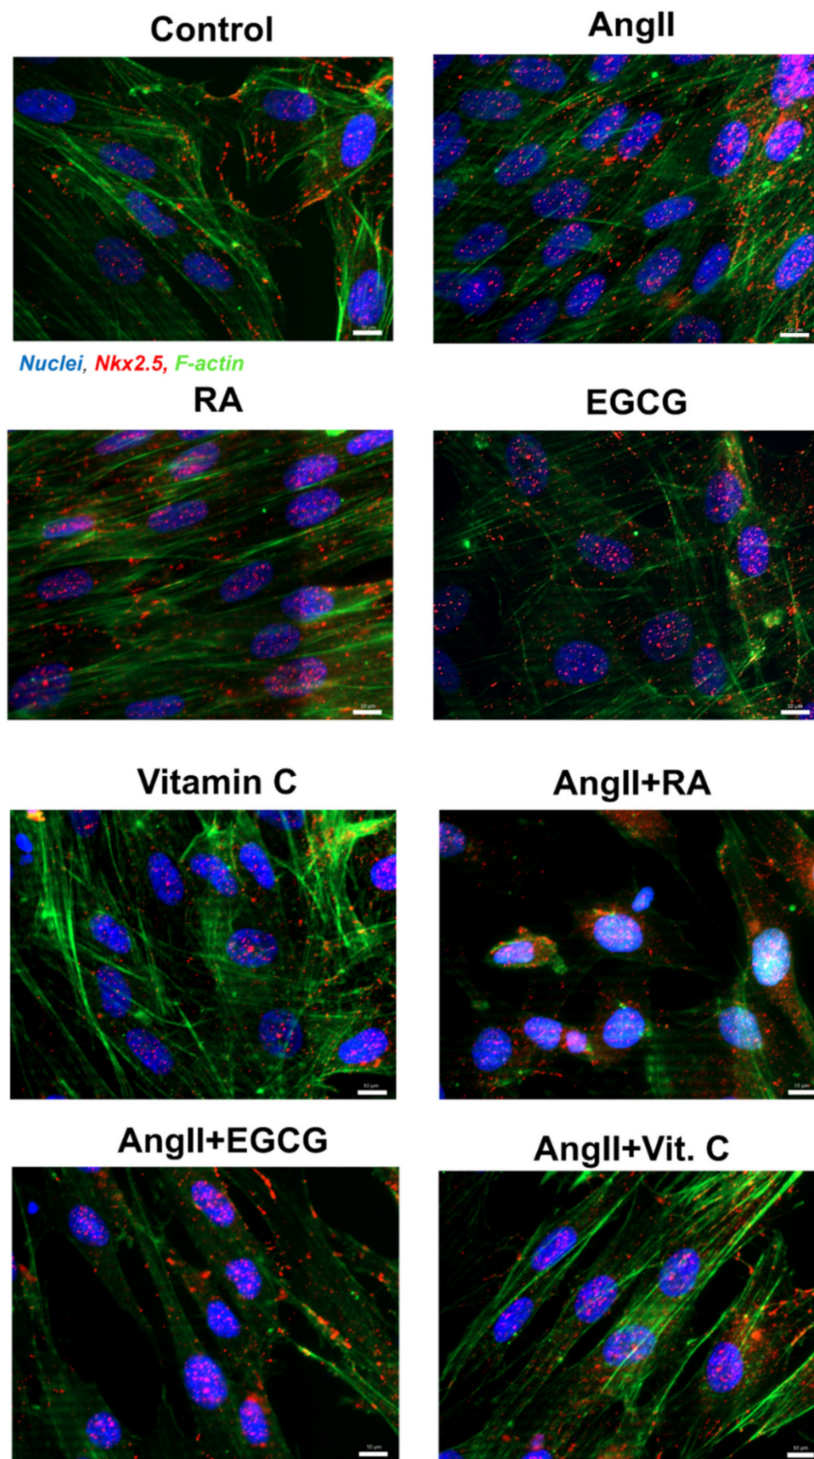 Control
AngII
Nuclei, Nkx2.5, F-actin
RA
EGCG
Vitamin C
AngII+RA
AngII+EGCG
AngII+Vit. C